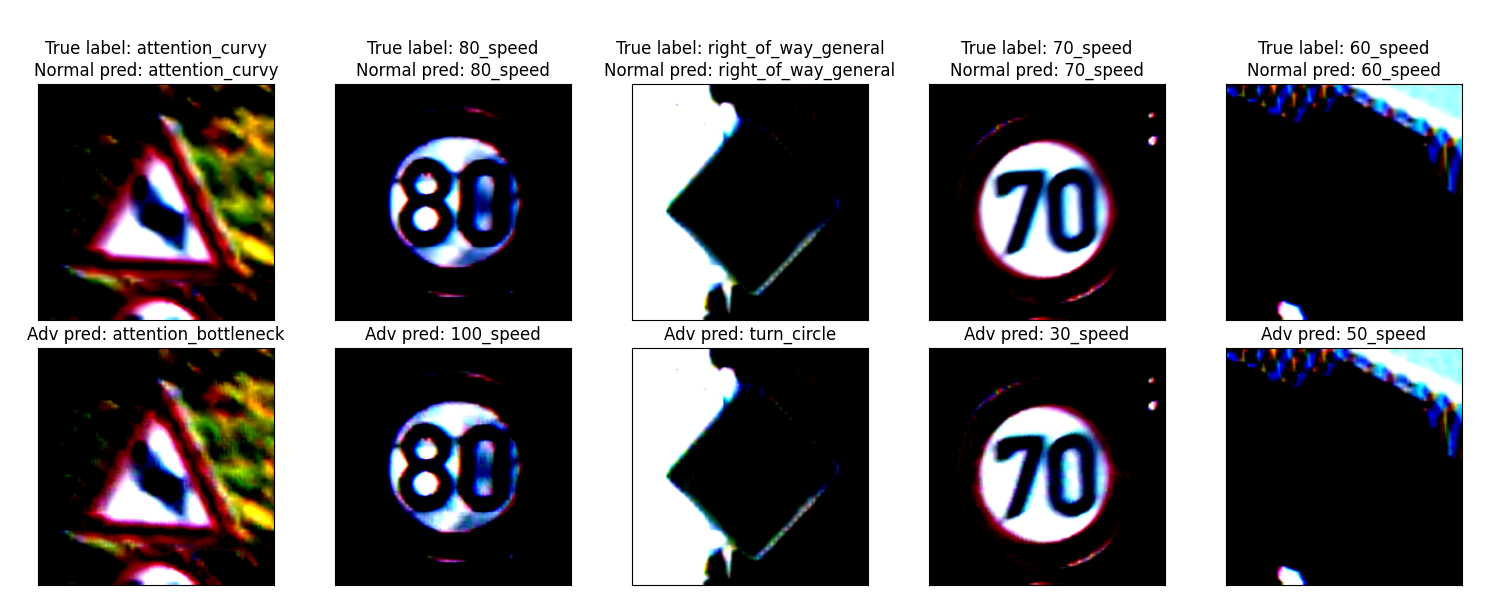 True label: attention_curvy
Normal pred: attention_curvy
True label: 80_speed
Normal pred: 80_speed
True label: right_of_way_general
Normal pred: right_of_way_general
True label: 70_speed
Normal pred: 70_speed
True label: 60_speed
Normal pred: 60_speed
80
70
Adv pred: attention_bottleneck
Adv pred: 100_speed
Adv pred: turn_circle
Adv pred: 30_speed
Adv pred: 50_speed
80
70